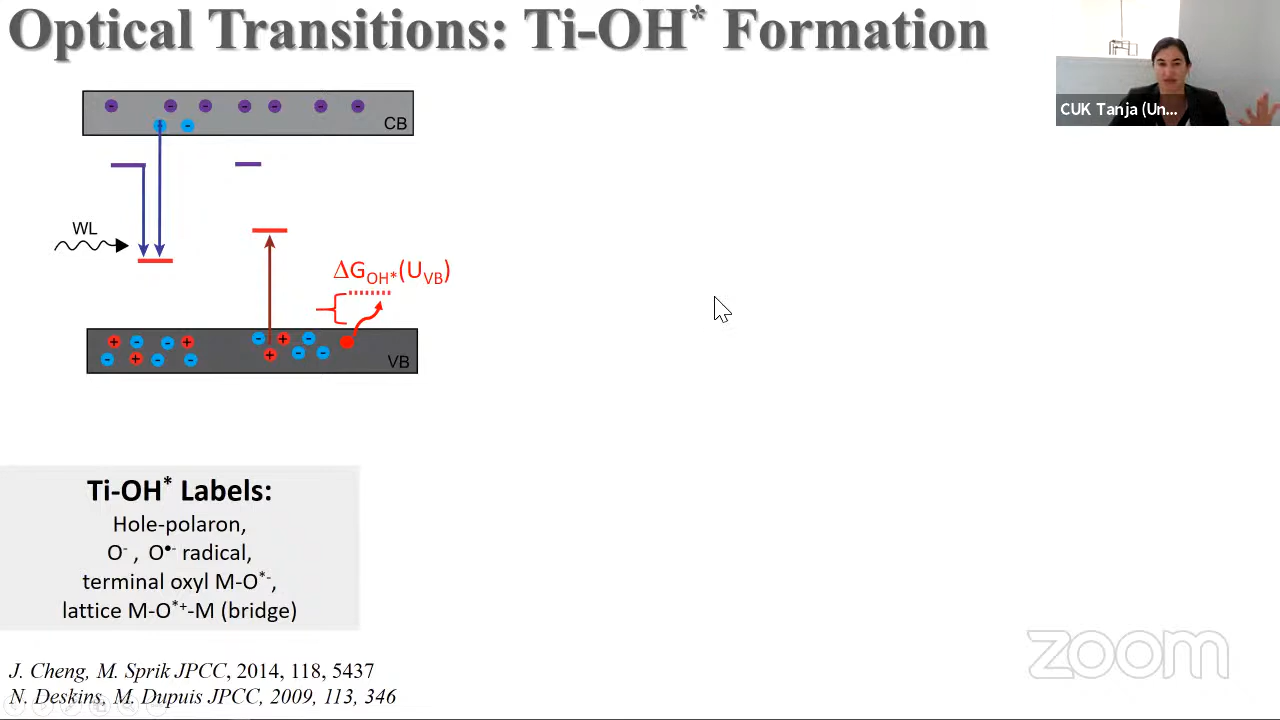 Optical Transitions: Ti-OH* Formation
CUK Tanja (Un...
CB
WL
ΔG_OH*(U_VB)
VB
Ti-OH* Labels:
Hole-polaron,
O⁻ , O•⁻ radical,
terminal oxyl M-O*⁻,
lattice M-O*⁺-M (bridge)
J. Cheng, M. Sprik JPCC, 2014, 118, 5437
N. Deskins, M. Dupuis JPCC, 2009, 113, 346
zoom